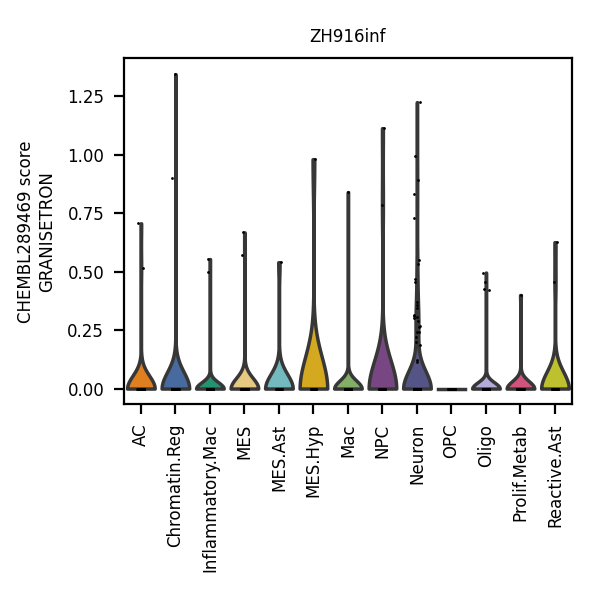 ZH916inf
CHEMBL289469 score
GRANISETRON
1.25
1.00
0.75
0.50
0.25
0.00
AC
Chromatin.Reg
Inflammatory.Mac
MES
MES.Ast
MES.Hyp
Mac
NPC
Neuron
OPC
Oligo
Prolif.Metab
Reactive.Ast